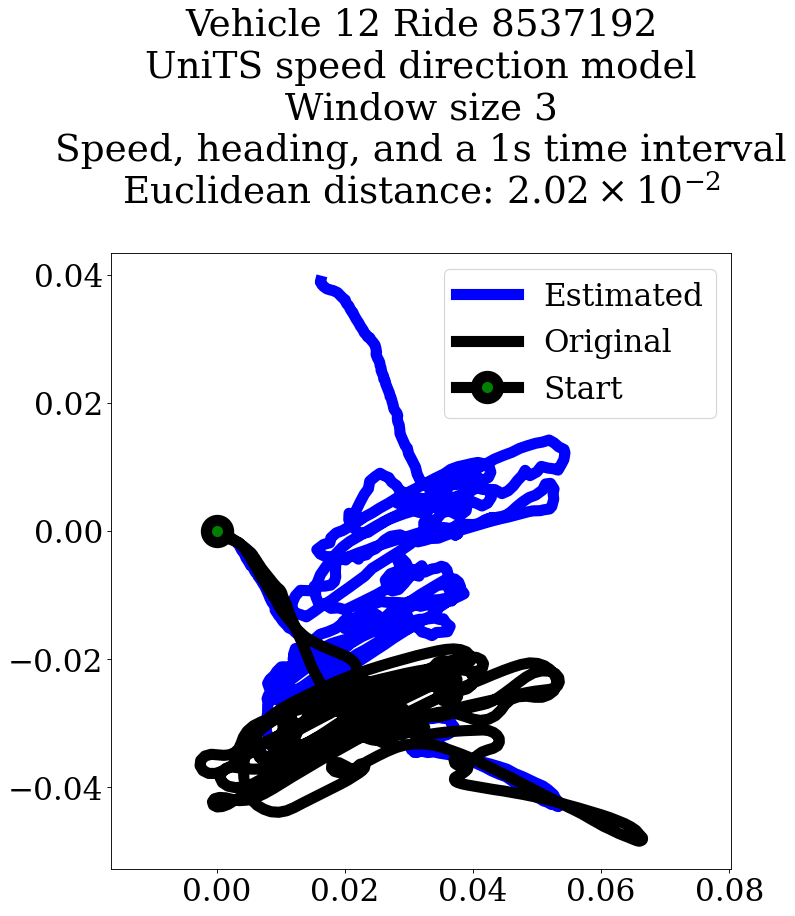 Vehicle 12 Ride 8537192
UniTS speed direction model
Window size 3
Speed, heading, and a 1s time interval
Euclidean distance: 2.02 × 10⁻²
0.04
0.02
0.00
−0.02
−0.04
Estimated
Original
Start
0.00 0.02 0.04 0.06 0.08